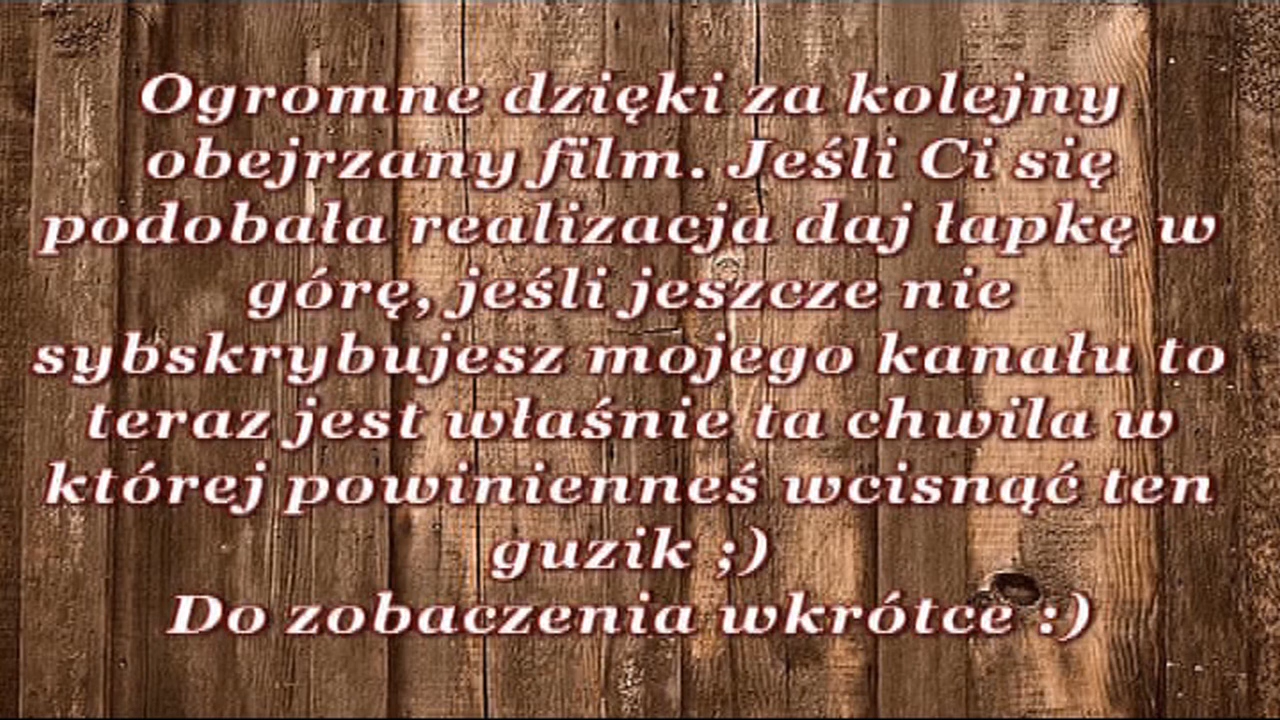 Ogromne dzięki za kolejny
obejrzany film. Jeśli Ci się
podobała realizacja daj łapkę w
górę, jeśli jeszcze nie
sybskrybujesz mojego kanału to
teraz jest właśnie ta chwila w
której powinienneś wcisnąć ten
guzik ;)
Do zobaczenia wkrótce :)